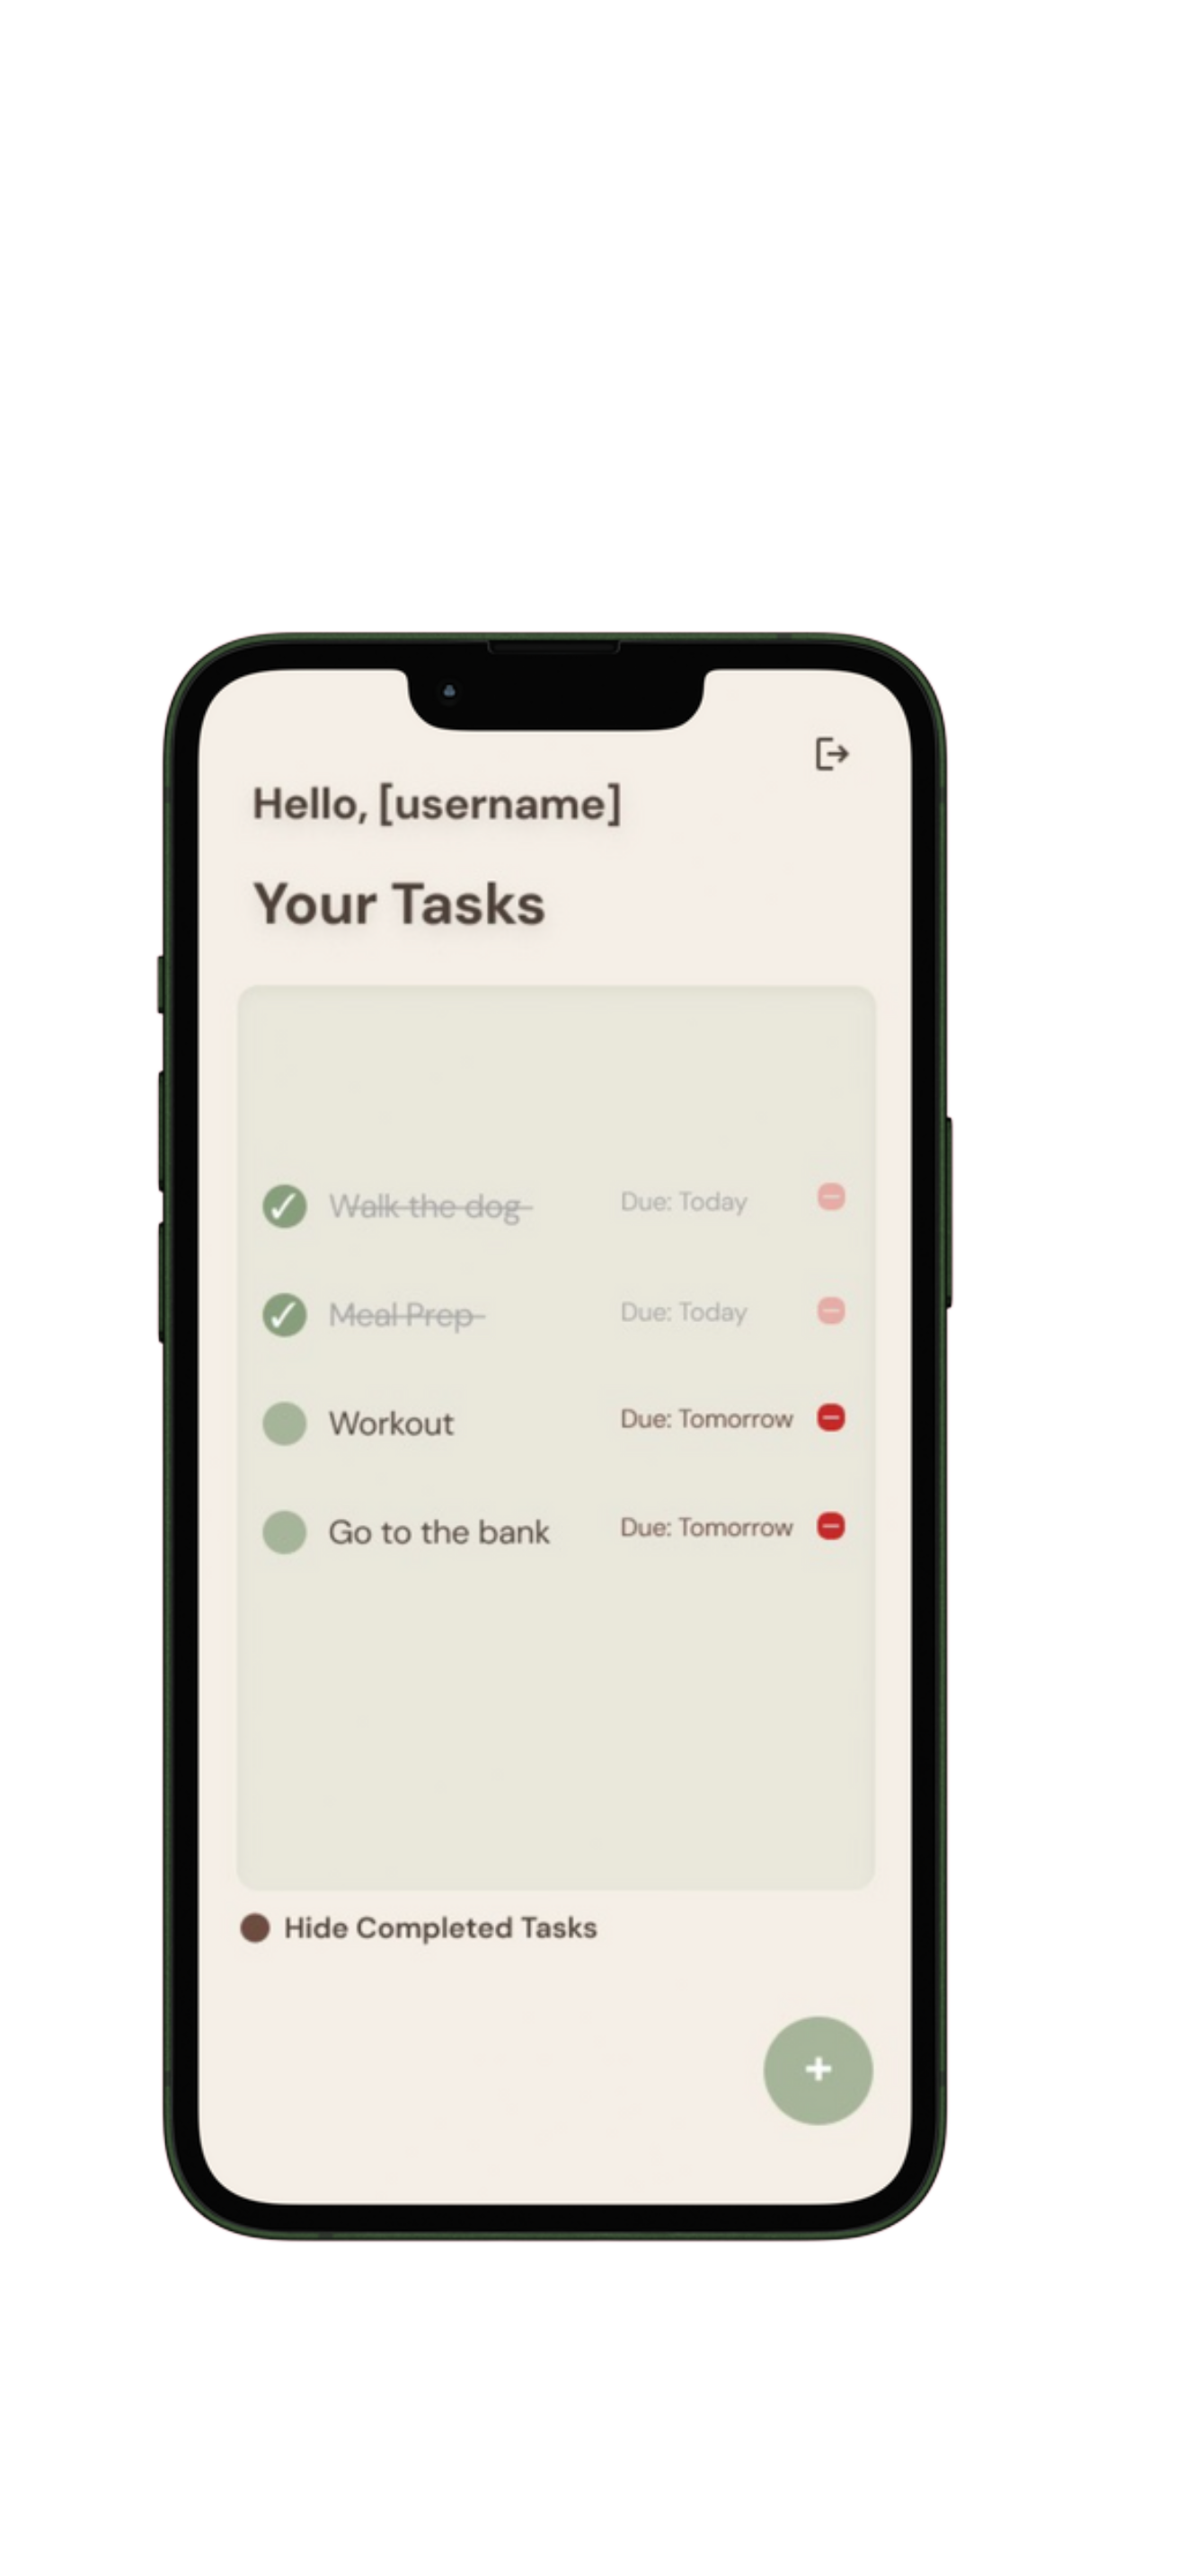 Hello, [username]
Your Tasks
Walk the dog Due: Today
Meal Prep Due: Today
Workout Due: Tomorrow
Go to the bank Due: Tomorrow
Hide Completed Tasks
+